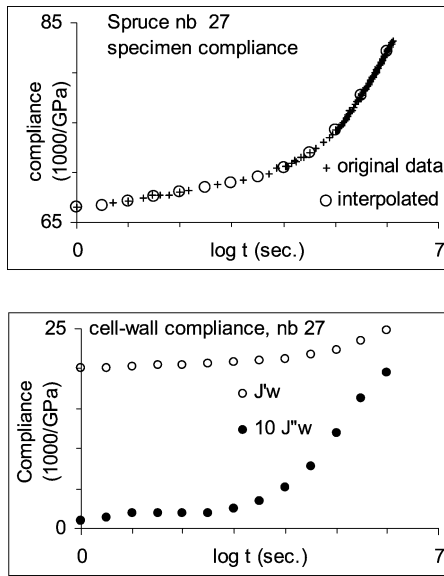 85
Spruce nb 27
specimen compliance
compliance
(1000/GPa)
+ original data
○ interpolated
65
0
log t (sec.)
7
25
cell-wall compliance, nb 27
Compliance
(1000/GPa)
○ J'w
● 10 J"w
0
0
log t (sec.)
7